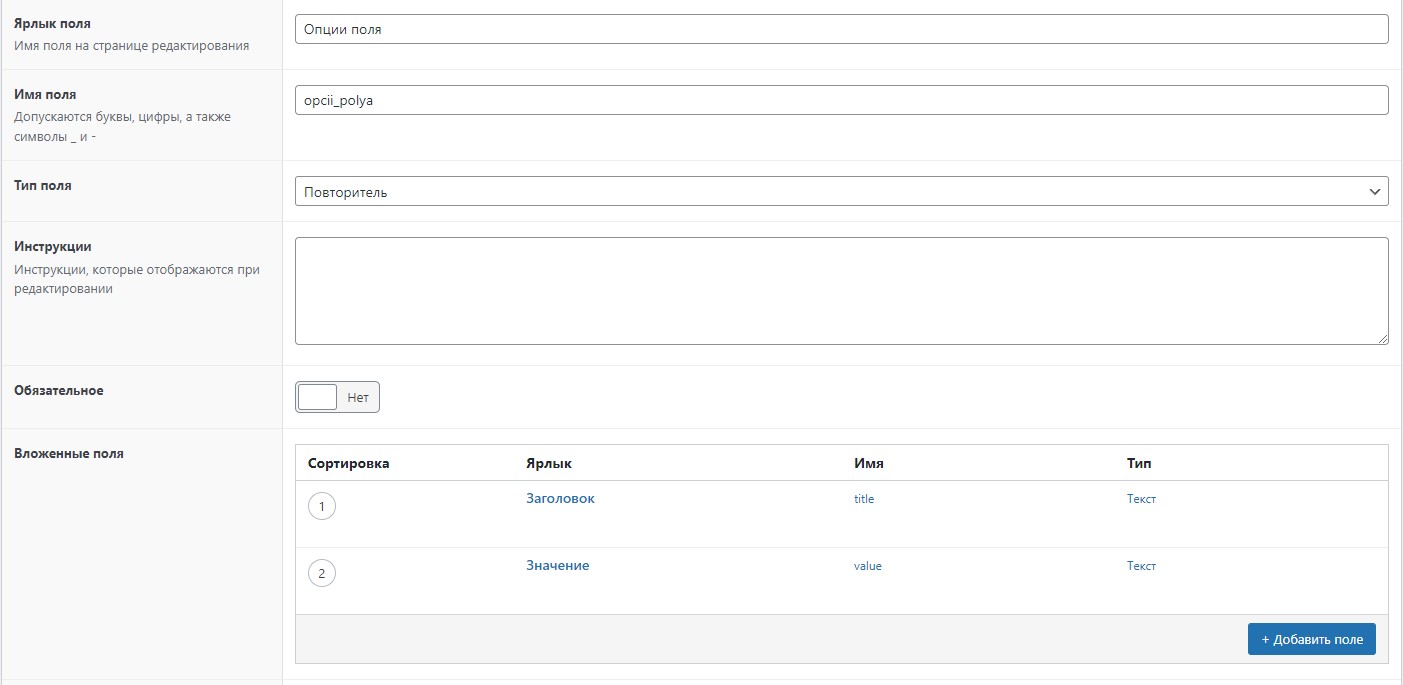 Ярлык поля
Имя поля на странице редактирования
Опции поля
Имя поля
Допускаются буквы, цифры, а также
символы _ и -
opcii_polya
Тип поля
Повторитель
Инструкции
Инструкции, которые отображаются при
редактировании
Обязательное
Нет
Вложенные поля
Сортировка Ярлык Имя Тип
1 Заголовок title Текст
2 Значение value Текст
+ Добавить поле